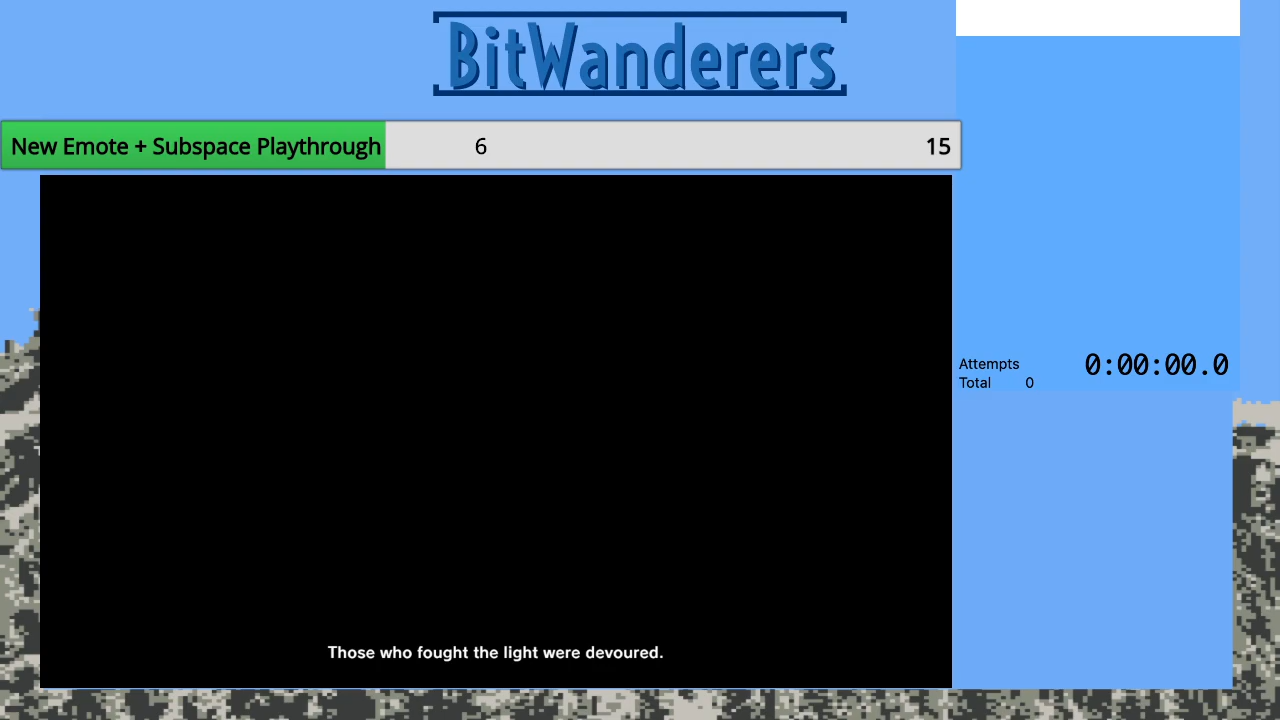 BitWanderers
New Emote + Subspace Playthrough 6 15
Attempts
Total 0
0:00:00.0
Those who fought the light were devoured.